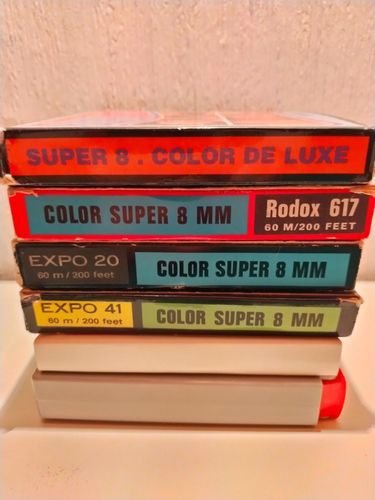 SUPER 8 . COLOR DE LUXE
COLOR SUPER 8 MM
Rodox 617
60 M/200 FEET
EXPO 20
60 m / 200 feet
COLOR SUPER 8 MM
EXPO 41
60 m / 200 feet
COLOR SUPER 8 MM